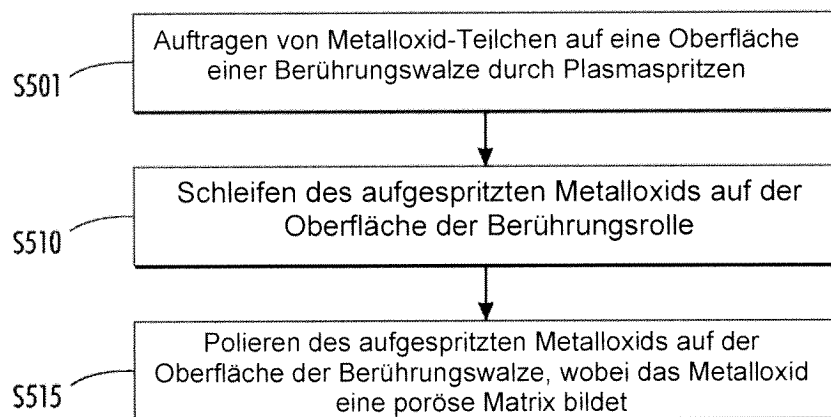 Auftragen von Metalloxid-Teilchen auf eine Oberfläche
einer Berührungswalze durch Plasmaspritzen
S501
Schleifen des aufgespritzten Metalloxids auf der
Oberfläche der Berührungsrolle
S510
Polieren des aufgespritzten Metalloxids auf der
Oberfläche der Berührungswalze, wobei das Metalloxid
eine poröse Matrix bildet
S515